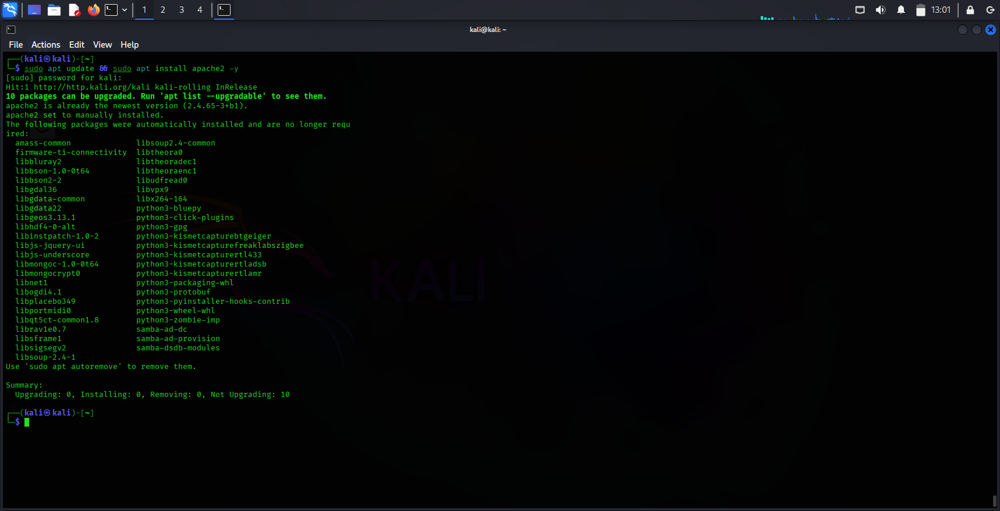 1 2 3 4 13:01
kali@kali: ~
File Actions Edit View Help
┌──(kali㉿kali)-[~]
└─$ sudo apt update && sudo apt install apache2 -y
[sudo] password for kali:
Hit:1 http://http.kali.org/kali kali-rolling InRelease
10 packages can be upgraded. Run 'apt list --upgradable' to see them.
apache2 is already the newest version (2.4.65-3+b1).
apache2 set to manually installed.
The following packages were automatically installed and are no longer requ
ired:
amass-common libsoup2.4-common
firmware-ti-connectivity libtheora0
libbluray2 libtheoradec1
libbson-1.0-0t64 libtheoraenc1
libbson2-2 libudfread0
libgdal36 libvpx9
libgdata-common libx264-164
libgdata22 python3-bluepy
libgeos3.13.1 python3-click-plugins
libhdf4-0-alt python3-gpg
libinstpatch-1.0-2 python3-kismetcapturebtgeiger
libjs-jquery-ui python3-kismetcapturefreaklabszigbee
libjs-underscore python3-kismetcapturertl433
libmongoc-1.0-0t64 python3-kismetcapturertladsb
libmongocrypt0 python3-kismetcapturertlamr
libnet1 python3-packaging-whl
libogdi4.1 python3-protobuf
libplacebo349 python3-pyinstaller-hooks-contrib
libportmidi0 python3-wheel-whl
libqt5ct-common1.8 python3-zombie-imp
librav1e0.7 samba-ad-dc
libsframe1 samba-ad-provision
libsigsegv2 samba-dsdb-modules
libsoup-2.4-1
Use 'sudo apt autoremove' to remove them.
Summary:
Upgrading: 0, Installing: 0, Removing: 0, Not Upgrading: 10
┌──(kali㉿kali)-[~]
└─$
KALI